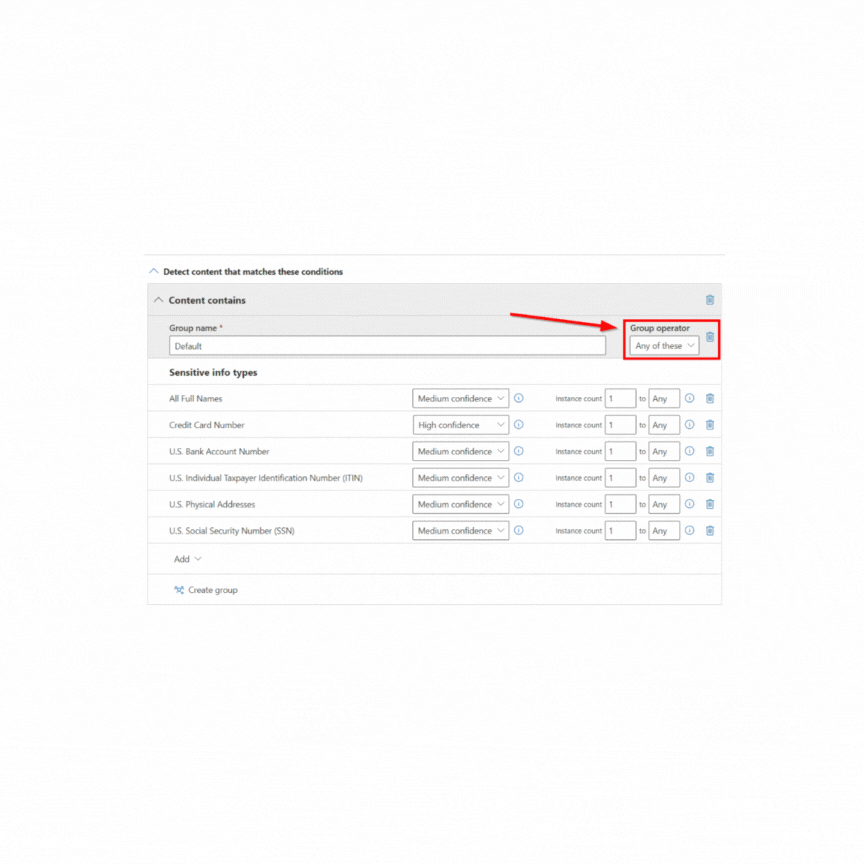 Detect content that matches these conditions
Content contains
Group name *
Group operator
Default
Any of these
Sensitive info types
All Full Names Medium confidence Instance count 1 to Any
Credit Card Number High confidence Instance count 1 to Any
U.S. Bank Account Number Medium confidence Instance count 1 to Any
U.S. Individual Taxpayer Identification Number (ITIN) Medium confidence Instance count 1 to Any
U.S. Physical Addresses Medium confidence Instance count 1 to Any
U.S. Social Security Number (SSN) Medium confidence Instance count 1 to Any
Add
Create group